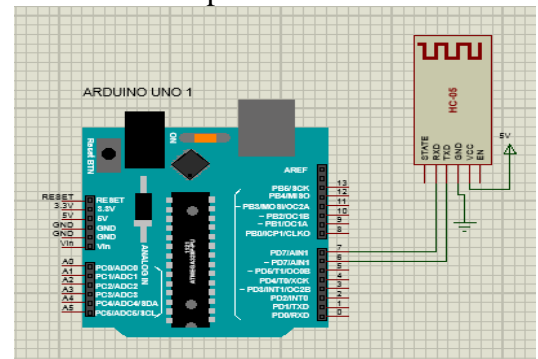 ARDUINO UNO 1
Reset BTN
ON
RESET
3.3V
5V
GND
GND
Vin
RESET
3.3V
5V
GND
GND
Vin
ANALOG IN
A0
A1
A2
A3
A4
A5
PC0/ADC0
PC1/ADC1
PC2/ADC2
PC3/ADC3
PC4/ADC4/SDA
PC5/ADC5/SCL
1121
AREF
PB5/SCK 13
PB4/MISO 12
~PB3/MOSI/OC2A 11
~ PB2/OC1B 10
~ PB1/OC1A 9
PB0/ICP1/CLKO 8
PD7/AIN1 7
~ PD7/AIN1 6
~ PD5/T1/OC0B 5
PD4/T0/XCK 4
~ PD3/INT1/OC2B 3
PD2/INT0 2
PD1/TXD 1
PD0/RXD 0
HC-05
STATE
RXD
TXD
GND
VCC
EN
5V